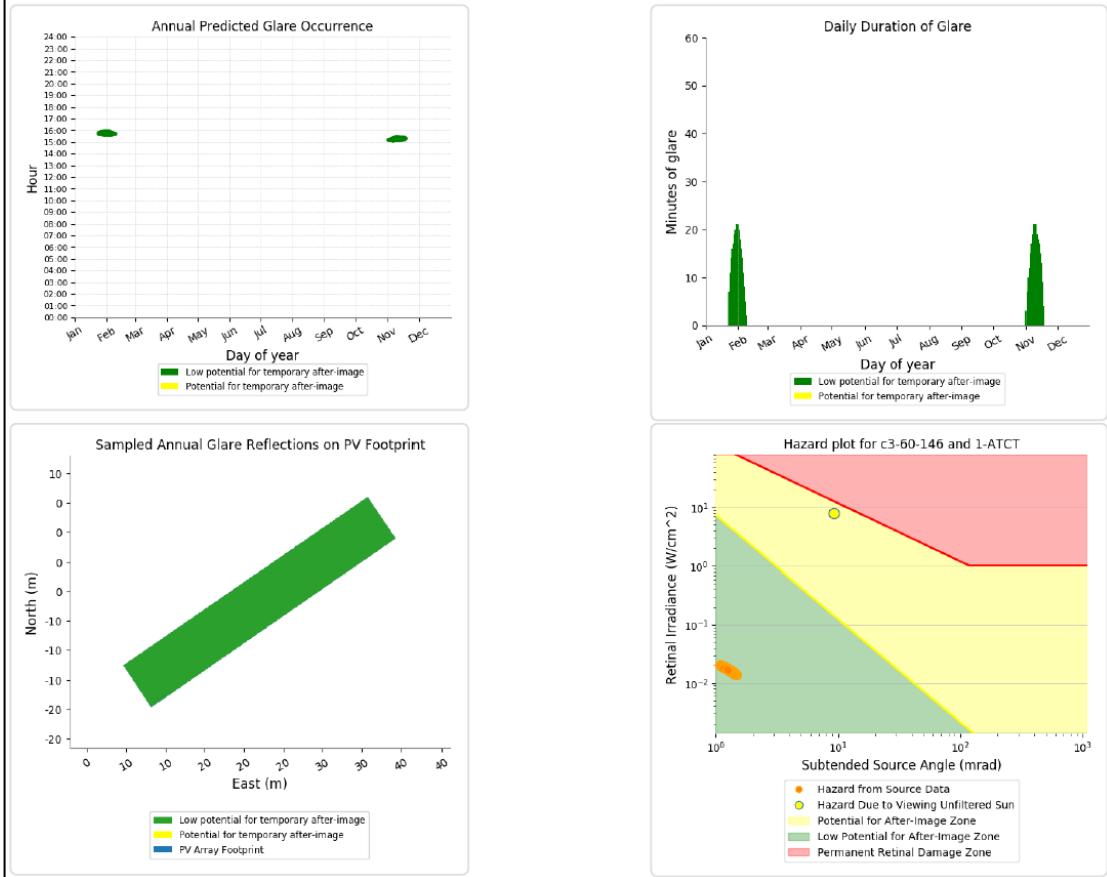 Annual Predicted Glare Occurrence
Hour
24:00
23:00
22:00
21:00
20:00
19:00
18:00
17:00
16:00
15:00
14:00
13:00
12:00
11:00
10:00
09:00
08:00
07:00
06:00
05:00
04:00
03:00
02:00
01:00
00:00
Jan Feb Mar Apr May Jun Jul Aug Sep Oct Nov Dec
Day of year
Low potential for temporary after-image
Potential for temporary after-image
Daily Duration of Glare
Minutes of glare
60
50
40
30
20
10
0
Jan Feb Mar Apr May Jun Jul Aug Sep Oct Nov Dec
Day of year
Low potential for temporary after-image
Potential for temporary after-image
Sampled Annual Glare Reflections on PV Footprint
North (m)
10
0
0
0
0
-10
-10
-10
-20
-20
0 10 10 20 20 20 30 30 40 40
East (m)
Low potential for temporary after-image
Potential for temporary after-image
PV Array Footprint
Hazard plot for c3-60-146 and 1-ATCT
Retinal Irradiance (W/cm^2)
10^1
10^0
10^-1
10^-2
10^0 10^1 10^2 10^3
Subtended Source Angle (mrad)
Hazard from Source Data
Hazard Due to Viewing Unfiltered Sun
Potential for After-Image Zone
Low Potential for After-Image Zone
Permanent Retinal Damage Zone